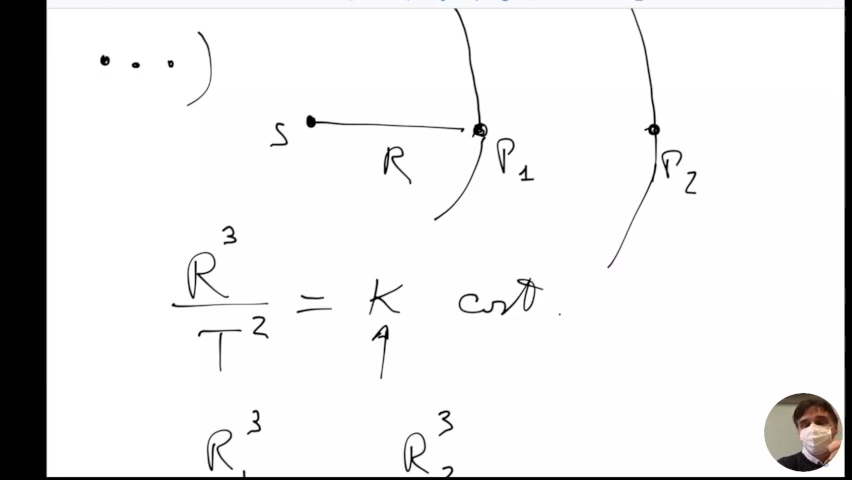 S R P1 P2
R^3 / T^2 = K cost.
R1^3 R2^3